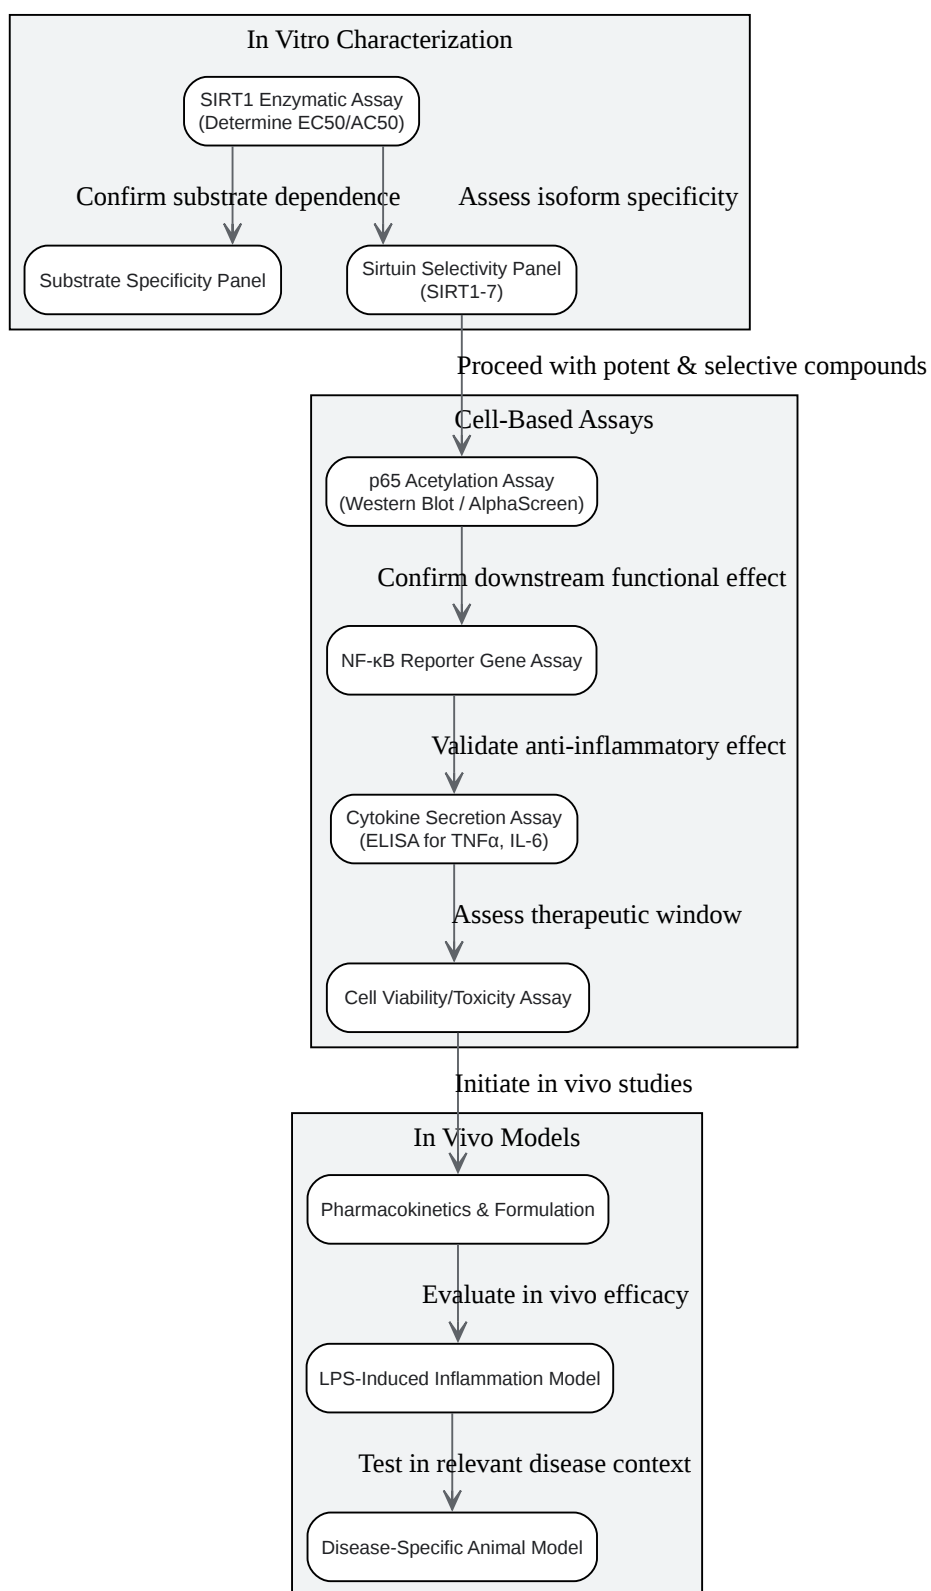 In Vitro Characterization
SIRT1 Enzymatic Assay
(Determine EC50/AC50)
Confirm substrate dependence
Assess isoform specificity
Substrate Specificity Panel
Sirtuin Selectivity Panel
(SIRT1-7)
Proceed with potent & selective compounds
Cell-Based Assays
p65 Acetylation Assay
(Western Blot / AlphaScreen)
Confirm downstream functional effect
NF-κB Reporter Gene Assay
Validate anti-inflammatory effect
Cytokine Secretion Assay
(ELISA for TNFα, IL-6)
Assess therapeutic window
Cell Viability/Toxicity Assay
Initiate in vivo studies
In Vivo Models
Pharmacokinetics & Formulation
Evaluate in vivo efficacy
LPS-Induced Inflammation Model
Test in relevant disease context
Disease-Specific Animal Model